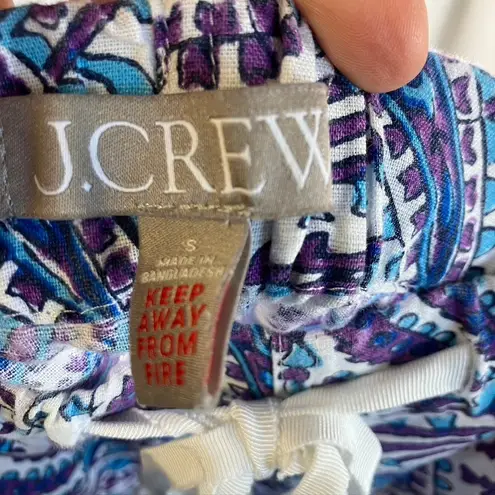 J.CREW
S
MADE IN
BANGLADESH
KEEP
AWAY
FROM
FIRE